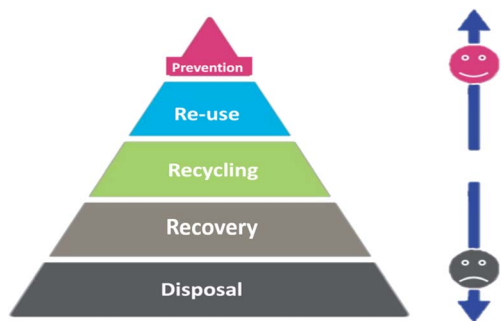 Prevention
Re-use
Recycling
Recovery
Disposal